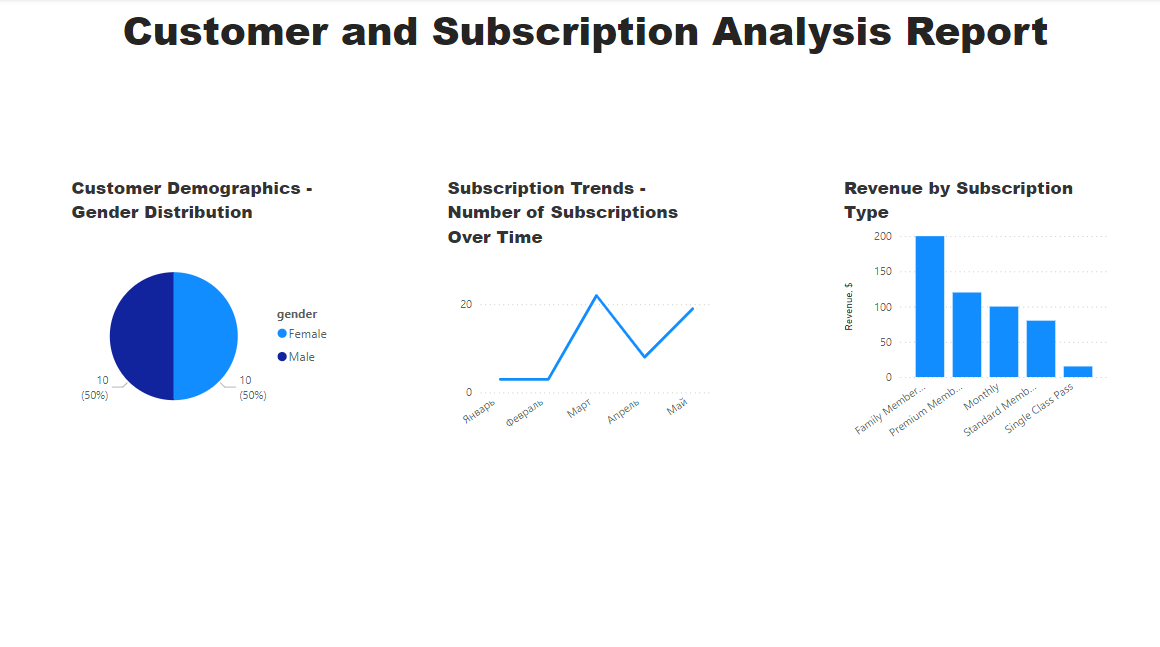 Customer and Subscription Analysis Report
Customer Demographics -
Gender Distribution
gender
Female
Male
10
(50%)
10
(50%)
Subscription Trends -
Number of Subscriptions
Over Time
20
0
Январь
Февраль
Март
Апрель
Май
Revenue by Subscription
Type
Revenue, $
200
150
100
50
0
Family Member...
Premium Memb...
Monthly
Standard Memb...
Single Class Pass